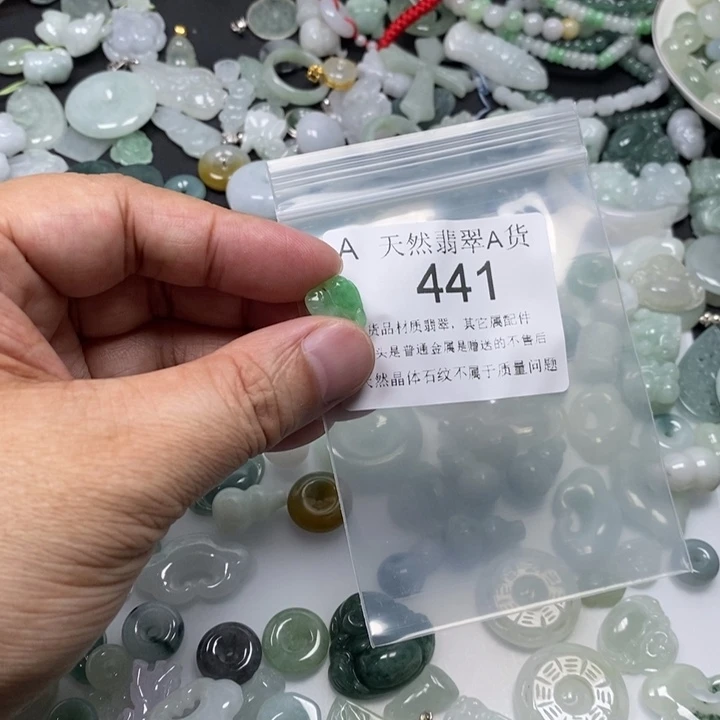 A 天然翡翠A货
441
货品材质翡翠，其它属配件
头是普通金属是赠送的不售后
天然晶体石纹不属于质量问题